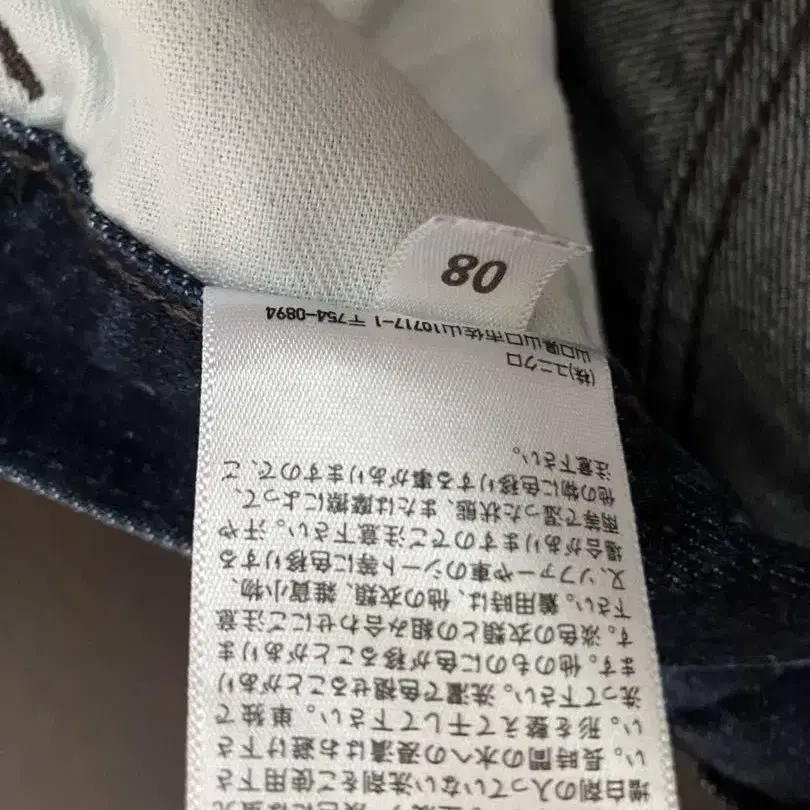 は蛍光
増白剤の入っていない洗剤をご使用下さ
い。長時間の水への浸漬はお避け下さ
い。形を整えて干して下さい。単独で
洗って下さい。洗濯で色褪せることがあり
ます。他のものに色が移ることがありま
す。淡色の衣類との組み合わせにご注意
下さい。着用時は、他の衣類、雑貨小物、
又、ソファーや車のシート等に色移りする
場合がありますのでご注意下さい。汗や
雨等で湿った状態、または摩擦によって、
他の物に色移りする事がありますので、ご
注意下さい。
(株)ユニクロ
山口県山口市佐山10717-1 〒754-0894
08